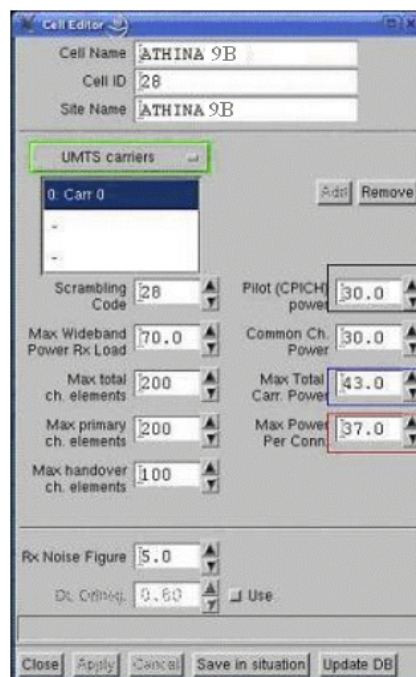 Cell Editor
Cell Name ATHINA 9B
Cell ID 28
Site Name ATHINA 9B
UMTS carriers
0: Carr 0
-
-
Add Remove
Scrambling Code 28
Pilot (CPICH) power 30.0
Max Wideband Power Rx Load 70.0
Common Ch. Power 30.0
Max total ch. elements 200
Max Total Carr. Power 43.0
Max primary ch. elements 200
Max Power Per Conn. 37.0
Max handover ch. elements 100
Rx Noise Figure 5.0
DL 0.60 Use
Close Apply Cancel Save in situation Update DB